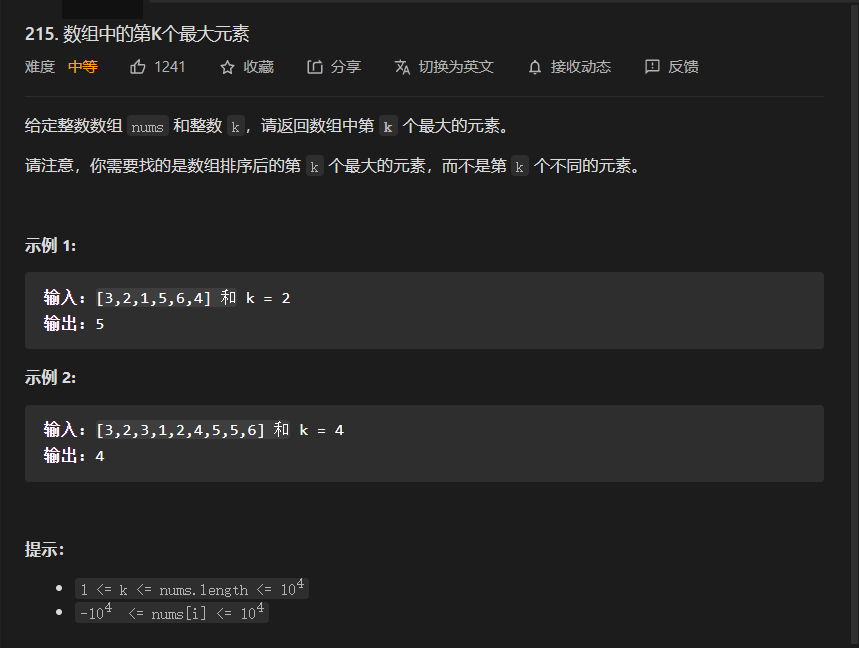 215. 数组中的第K个最大元素
难度 中等 1241 收藏 分享 切换为英文 接收动态 反馈
给定整数数组 nums 和整数 k，请返回数组中第 k 个最大的元素。
请注意，你需要找的是数组排序后的第 k 个最大的元素，而不是第 k 个不同的元素。
示例 1:
输入: [3,2,1,5,6,4] 和 k = 2
输出: 5
示例 2:
输入: [3,2,3,1,2,4,5,5,6] 和 k = 4
输出: 4
提示：
• 1 <= k <= nums.length <= 10⁴
• -10⁴ <= nums[i] <= 10⁴